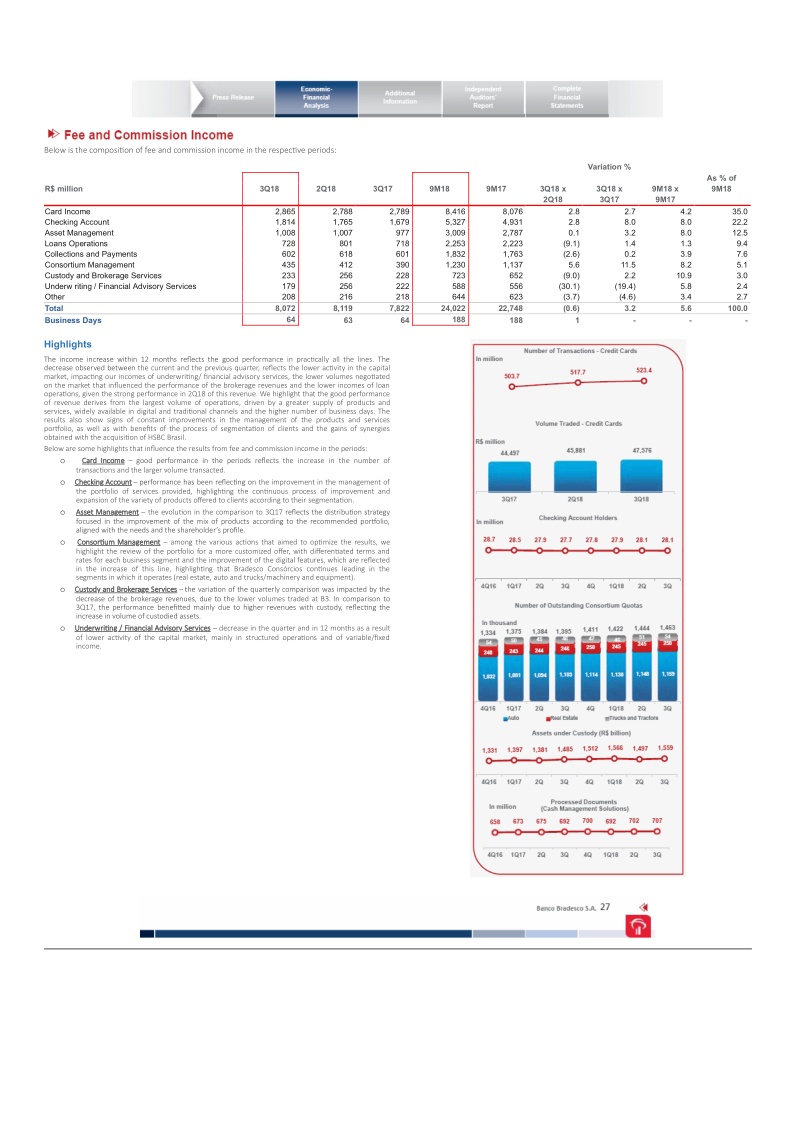 Press Release
Economic-
Financial
Analysis
Additional
Information
Independent
Auditors'
Report
Complete
Financial
Statements
Fee and Commission Income
Below is the composition of fee and commission income in the respective periods:
Variation %
R$ million 3Q18 2Q18 3Q17 9M18 9M17 3Q18 x 2Q18 3Q18 x 3Q17 9M18 x 9M17 As % of 9M18
Card Income 2,865 2,788 2,789 8,416 8,076 2.8 2.7 4.2 35.0
Checking Account 1,814 1,765 1,679 5,327 4,931 2.8 8.0 8.0 22.2
Asset Management 1,008 1,007 977 3,009 2,787 0.1 3.2 8.0 12.5
Loans Operations 728 801 718 2,253 2,223 (9.1) 1.4 1.3 9.4
Collections and Payments 602 618 601 1,832 1,763 (2.6) 0.2 3.9 7.6
Consortium Management 435 412 390 1,230 1,137 5.6 11.5 8.2 5.1
Custody and Brokerage Services 233 256 228 723 652 (9.0) 2.2 10.9 3.0
Underw riting / Financial Advisory Services 179 256 222 588 556 (30.1) (19.4) 5.8 2.4
Other 208 216 218 644 623 (3.7) (4.6) 3.4 2.7
Total 8,072 8,119 7,822 24,022 22,748 (0.6) 3.2 5.6 100.0
Business Days 64 63 64 188 188 1 - - -
Highlights
The income increase within 12 months reflects the good performance in practically all the lines. The
decrease observed between the current and the previous quarter, reflects the lower activity in the capital
market, impacting our incomes of underwriting/ financial advisory services, the lower volumes negotiated
on the market that influenced the performance of the brokerage revenues and the lower incomes of loan
operations, given the strong performance in 2Q18 of this revenue. We highlight that the good performance
of revenue derives from the largest volume of operations, driven by a greater supply of products and
services, widely available in digital and traditional channels and the higher number of business days. The
results also show signs of constant improvements in the management of the products and services
portfolio, as well as with benefits of the process of segmentation of clients and the gains of synergies
obtained with the acquisition of HSBC Brasil.
Below are some highlights that influence the results from fee and commission income in the periods:
o Card Income – good performance in the periods reflects the increase in the number of
transactions and the larger volume transacted.
o Checking Account – performance has been reflecting on the improvement in the management of
the portfolio of services provided, highlighting the continuous process of improvement and
expansion of the variety of products offered to clients according to their segmentation.
o Asset Management – the evolution in the comparison to 3Q17 reflects the distribution strategy
focused in the improvement of the mix of products according to the recommended portfolio,
aligned with the needs and the shareholder's profile.
o Consortium Management – among the various actions that aimed to optimize the results, we
highlight the review of the portfolio for a more customized offer, with differentiated terms and
rates for each business segment and the improvement of the digital features, which are reflected
in the increase of this line, highlighting that Bradesco Consórcios continues leading in the
segments in which it operates (real estate, auto and trucks/machinery and equipment).
o Custody and Brokerage Services – the variation of the quarterly comparison was impacted by the
decrease of the brokerage revenues, due to the lower volumes traded at B3. In comparison to
3Q17, the performance benefitted mainly due to higher revenues with custody, reflecting the
increase in volume of custodied assets.
o Underwriting / Financial Advisory Services – decrease in the quarter and in 12 months as a result
of lower activity of the capital market, mainly in structured operations and of variable/fixed
income.
Number of Transactions - Credit Cards
In million
503.7 517.7 523.4
Volume Traded - Credit Cards
R$ million
44,497 45,881 47,576
3Q17 2Q18 3Q18
Checking Account Holders
In million
28.7 28.5 27.9 27.7 27.8 27.9 28.1 28.1
4Q16 1Q17 2Q 3Q 4Q 1Q18 2Q 3Q
Number of Outstanding Consortium Quotas
In thousand
1,334 1,375 1,384 1,395 1,411 1,422 1,444 1,463
248 243 244 246 250 245 245 250
1,094 1,103 1,114 1,130 1,148 1,159
4Q16 1Q17 2Q 3Q 4Q 1Q18 2Q 3Q
Auto Real Estate Trucks and Tractors
Assets under Custody (R$ billion)
1,331 1,397 1,381 1,485 1,512 1,566 1,497 1,559
4Q16 1Q17 2Q 3Q 4Q 1Q18 2Q 3Q
Processed Documents
In million (Cash Management Solutions)
658 673 675 692 700 692 702 707
4Q16 1Q17 2Q 3Q 4Q 1Q18 2Q 3Q
Banco Bradesco S.A. 27